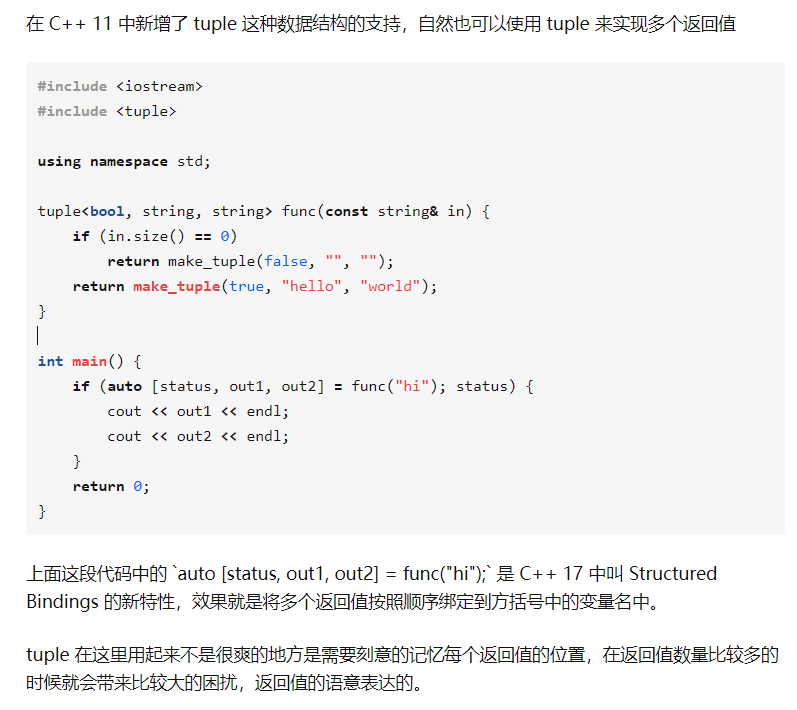 在 C++ 11 中新增了 tuple 这种数据结构的支持，自然也可以使用 tuple 来实现多个返回值
#include <iostream>
#include <tuple>
using namespace std;
tuple<bool, string, string> func(const string& in) {
    if (in.size() == 0)
        return make_tuple(false, "", "");
    return make_tuple(true, "hello", "world");
}
int main() {
    if (auto [status, out1, out2] = func("hi"); status) {
        cout << out1 << endl;
        cout << out2 << endl;
    }
    return 0;
}
上面这段代码中的 `auto [status, out1, out2] = func("hi");` 是 C++ 17 中叫 Structured
Bindings 的新特性，效果就是将多个返回值按照顺序绑定到方括号中的变量名中。
tuple 在这里用起来不是很爽的地方是需要刻意的记忆每个返回值的位置，在返回值数量比较多的
时候就会带来比较大的困扰，返回值的语意表达的。